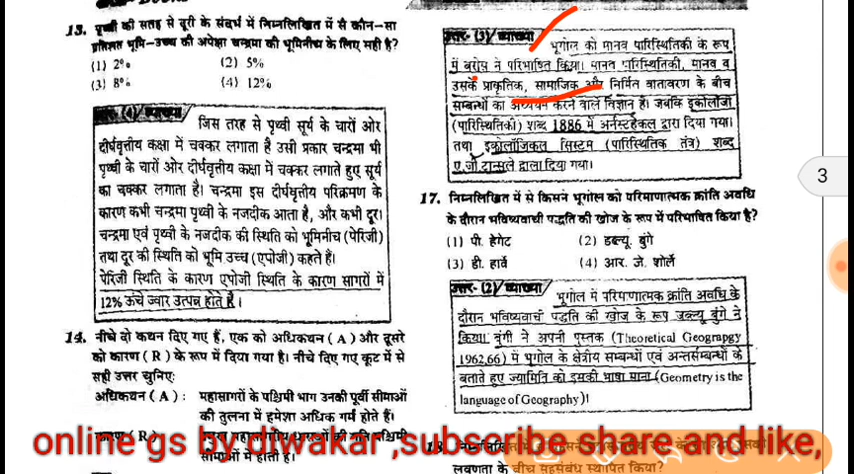 13. पृथ्वी की सतह से दूरी के संदर्भ में निम्नलिखित में से कौन-सा
प्रतिशत भूमि-उच्च की अपेक्षा चन्द्रमा की भूमिनीच के लिए सही है?
(1) 2% (2) 5%
(3) 8% (4) 12%
(4)/व्याख्या
जिस तरह से पृथ्वी सूर्य के चारों ओर
दीर्घवृत्तीय कक्षा में चक्कर लगाता है उसी प्रकार चन्द्रमा भी
पृथ्वी के चारों ओर दीर्घवृत्तीय कक्षा में चक्कर लगाते हुए सूर्य
का चक्कर लगाता है। चन्द्रमा इस दीर्घवृत्तीय परिक्रमण के
कारण कभी चन्द्रमा पृथ्वी के नजदीक आता है, और कभी दूर।
चन्द्रमा एवं पृथ्वी के नजदीक की स्थिति को भूमिनीच (पेरिजी)
तथा दूर की स्थिति को भूमि उच्च (एपोजी) कहते हैं।
पेरिजी स्थिति के कारण एपोजी स्थिति के कारण सागरों में
12% ऊंचे ज्वार उत्पन्न होते हैं।
14. नीचे दो कथन दिए गए हैं, एक को अधिकथन (A) और दूसरे
को कारण (R) के रूप में दिया गया है। नीचे दिए गए कूट में से
सही उत्तर चुनिएः
अधिकथन (A) : महासागरों के पश्चिमी भाग उनकी पूर्वी सीमाओं
की तुलना में हमेशा अधिक गर्म होते हैं।
सीमाओं में होती है।
उत्तर-(3)/व्याख्या
भूगोल को मानव पारिस्थितिकी के रूप
में बरोस ने परिभाषित किया। मानव पारिस्थितिकी, मानव व
उसके प्राकृतिक, सामाजिक और निर्मित वातावरण के बीच
सम्बन्धों का अध्ययन करने वाले विज्ञान है। जबकि इकोलॉजी
(पारिस्थितिकी) शब्द 1886 में अर्नस्टहैकल द्वारा दिया गया।
तथा इकोलॉजिकल सिस्टम (पारिस्थितिक तंत्र) शब्द
ए.जी.टान्सले द्वाला दिया गया।
17. निम्नलिखित में से किसने भूगोल को परिमाणात्मक क्रांति अवधि
के दौरान भविष्यवाची पद्धति की खोज के रूप में परिभाषित किया है?
(1) पी. हेगेट (2) डब्ल्यू. बुंगे
(3) डी. हार्वे (4) आर. जे. शोर्ले
उत्तर-(2)/व्याख्या
भूगोल में परिमाणात्मक क्रांति अवधि के
दौरान भविष्यवाची पद्धति की खोज के रूप डब्ल्यू बुंगे ने
किया। बुंगी ने अपनी पुस्तक (Theoretical Geograpgy
1962,66) में भूगोल के क्षेत्रीय सम्बन्धों एवं अन्तर्सम्बन्धों के
बताते हुए ज्यामिति को इसकी भाषा माना (Geometry is the
language of Geography)।
लवणता के बीच सहसंबंध स्थापित किया?
3
online gs by diwakar ,subscribe share and like,